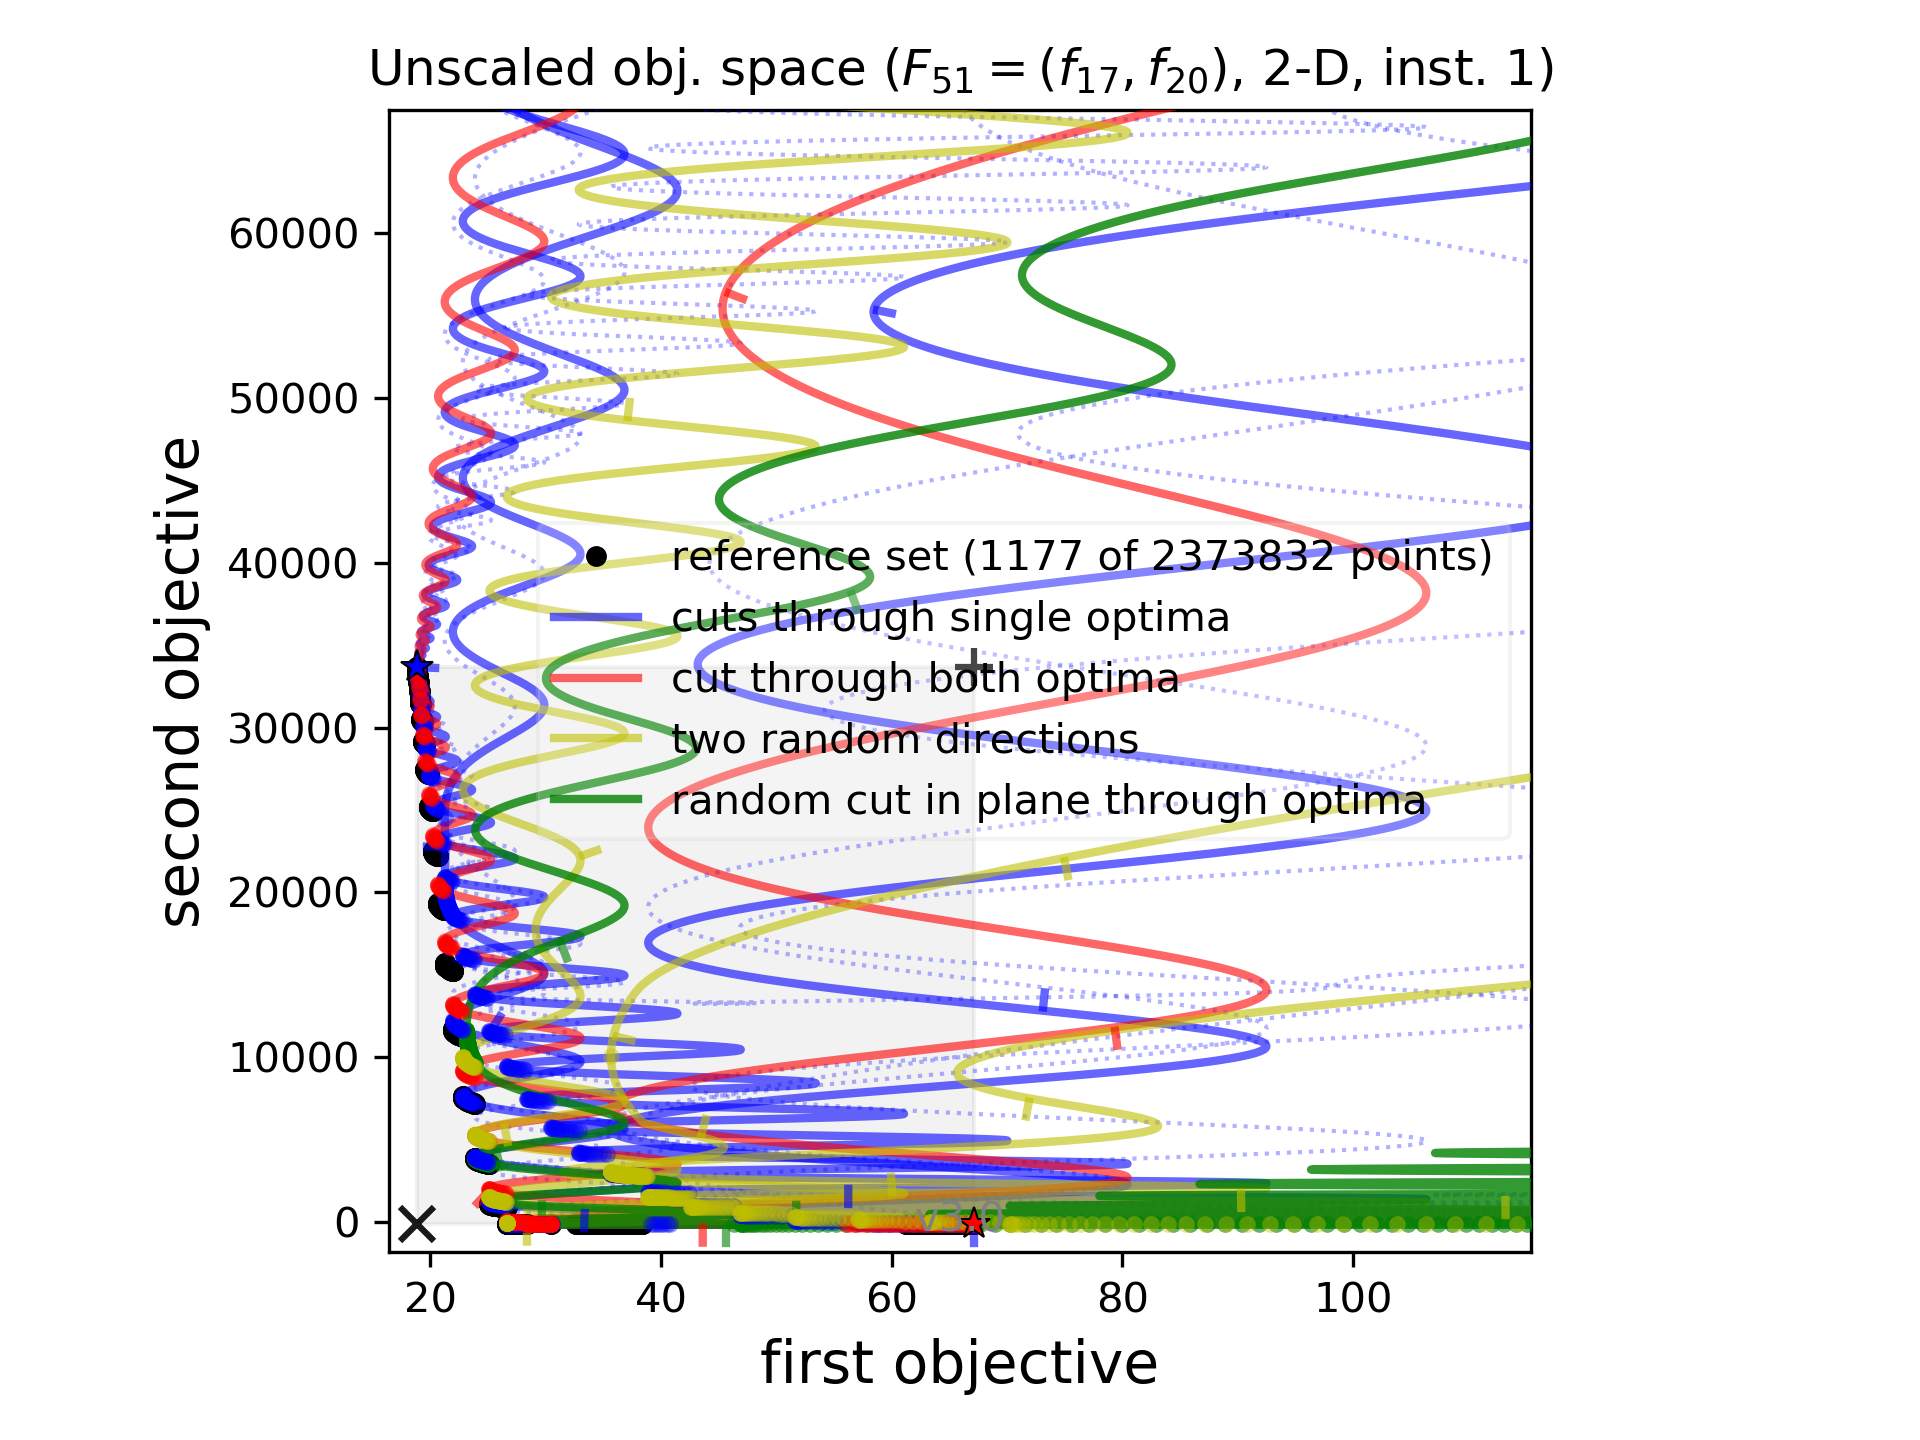 Unscaled obj. space (F51 = (f17, f20), 2-D, inst. 1)
second objective
60000
50000
40000
30000
20000
10000
0
reference set (1177 of 2373832 points)
cuts through single optima
cut through both optima
two random directions
random cut in plane through optima
v3.0
20 40 60 80 100
first objective